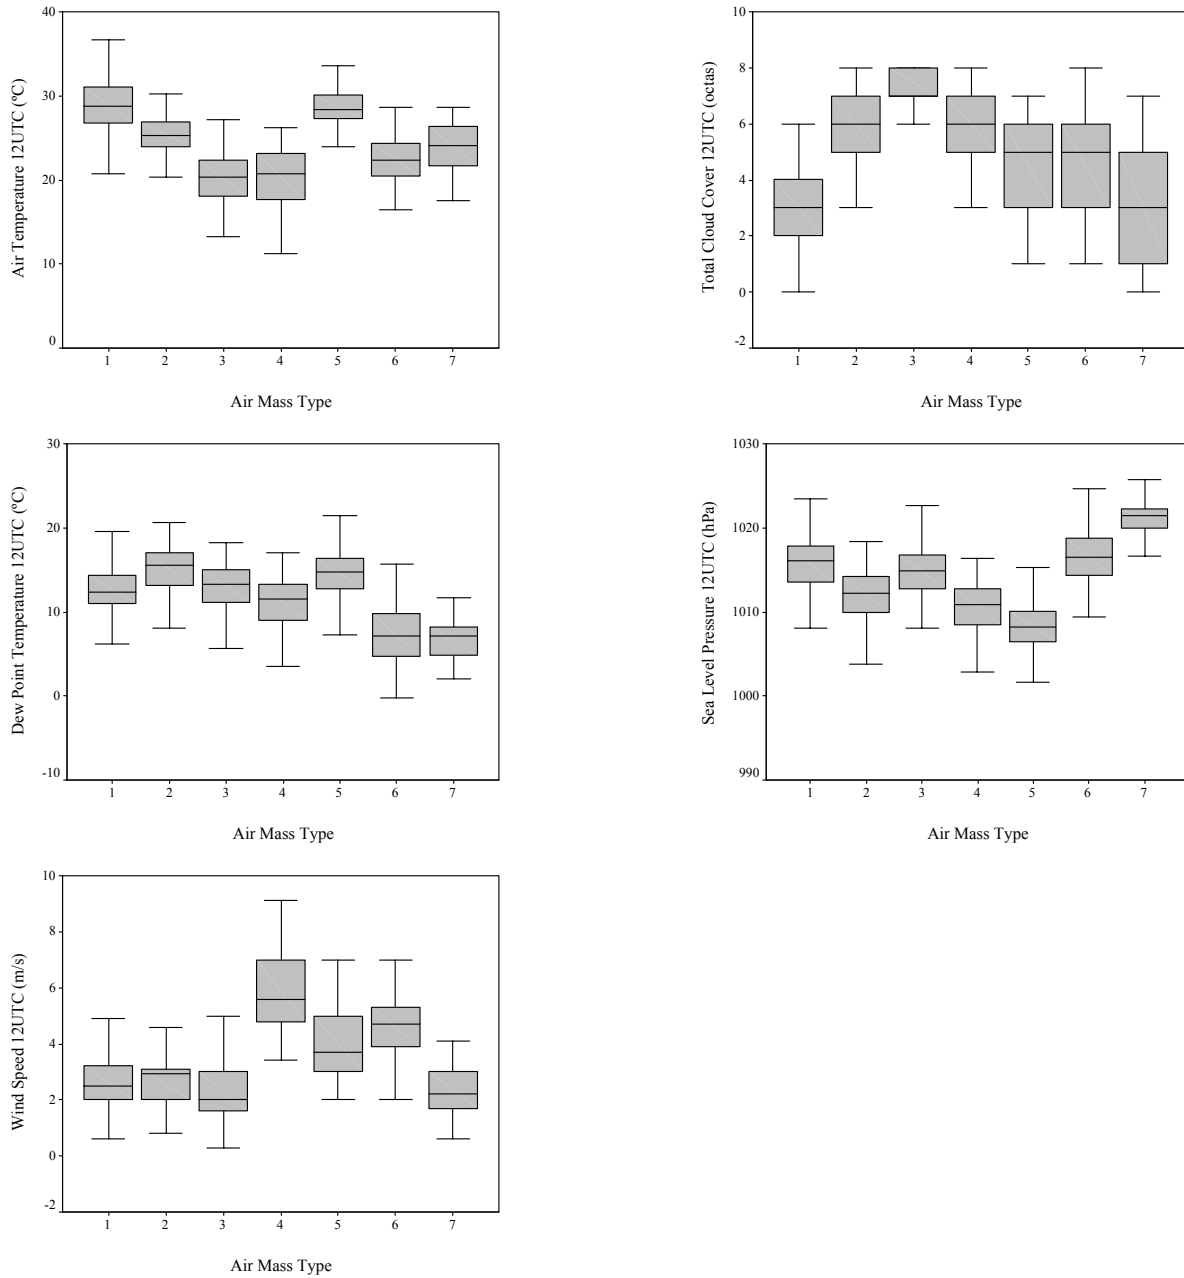 Air Temperature 12UTC (ºC)
40
30
20
10
0
1 2 3 4 5 6 7
Air Mass Type
Total Cloud Cover 12UTC (octas)
10
8
6
4
2
0
-2
1 2 3 4 5 6 7
Air Mass Type
Dew Point Temperature 12UTC (ºC)
30
20
10
0
-10
1 2 3 4 5 6 7
Air Mass Type
Sea Level Pressure 12UTC (hPa)
1030
1020
1010
1000
990
1 2 3 4 5 6 7
Air Mass Type
Wind Speed 12UTC (m/s)
10
8
6
4
2
0
-2
1 2 3 4 5 6 7
Air Mass Type